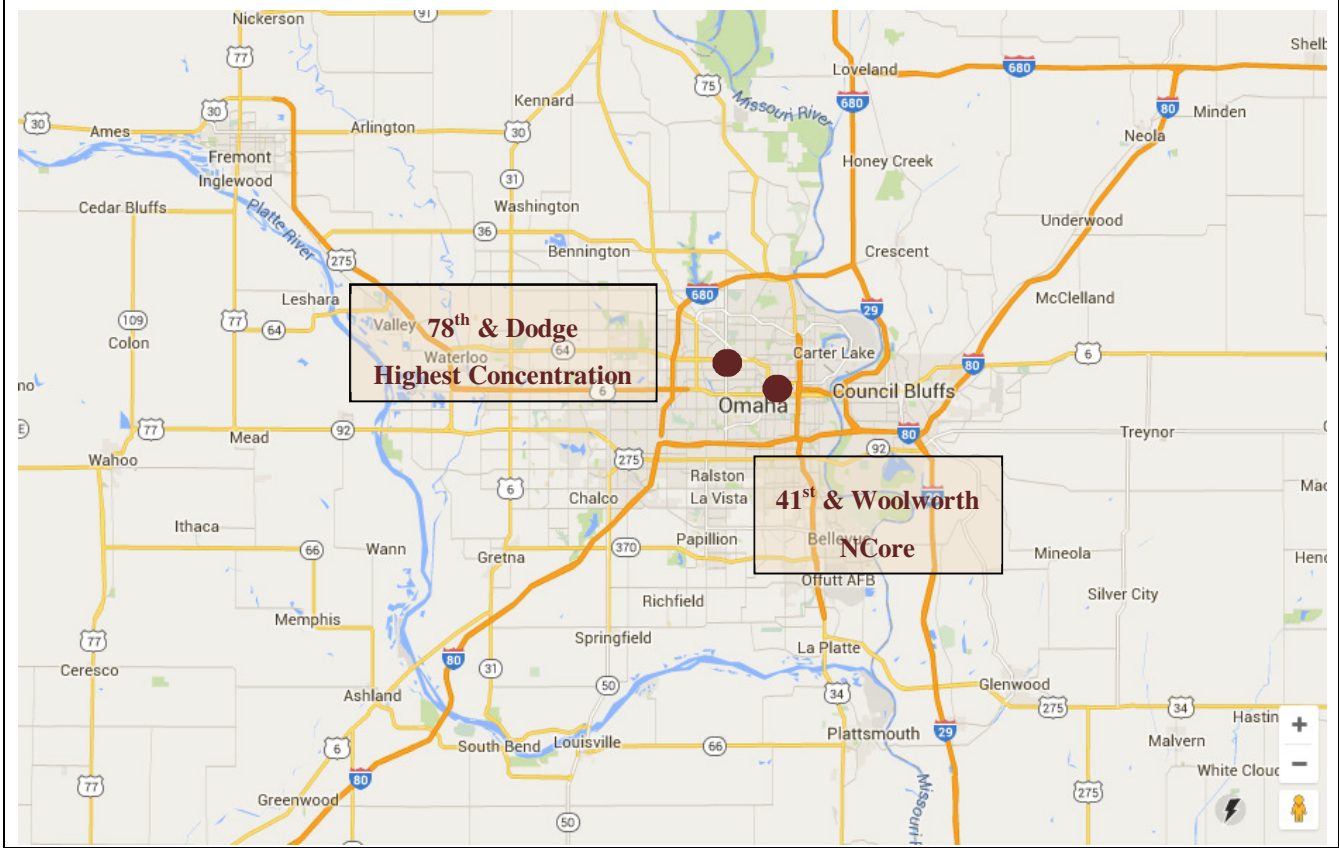 Nickerson
91
77
Shelb
Loveland
680
75
680
Kennard
Missouri River
80
Minden
30
30
Ames
Arlington
30
Neola
Fremont
Honey Creek
Inglewood
31
Cedar Bluffs
Washington
Platte River
Underwood
36
Bennington
Crescent
275
Leshara
680
McClelland
29
109
77
64
Valley
78th & Dodge
Colon
Waterloo
64
Carter Lake
6
Highest Concentration
80
6
Council Bluffs
Omaha
77
92
Mead
80
Treynor
92
Wahoo
275
Ralston
6
Chalco
La Vista
41st & Woolworth
29
Ithaca
66
Wann
Gretna
370
Papillion
Bellevue
NCore
Mineola
Hend
Offutt AFB
Richfield
Silver City
Memphis
77
Springfield
La Platte
80
31
Ceresco
50
Glenwood
Ashland
34
275
34
Hastin
6
South Bend
Louisville
66
Plattsmouth
29
Malvern
+
−
77
80
White Cloud
Greenwood
275
Missouri
50